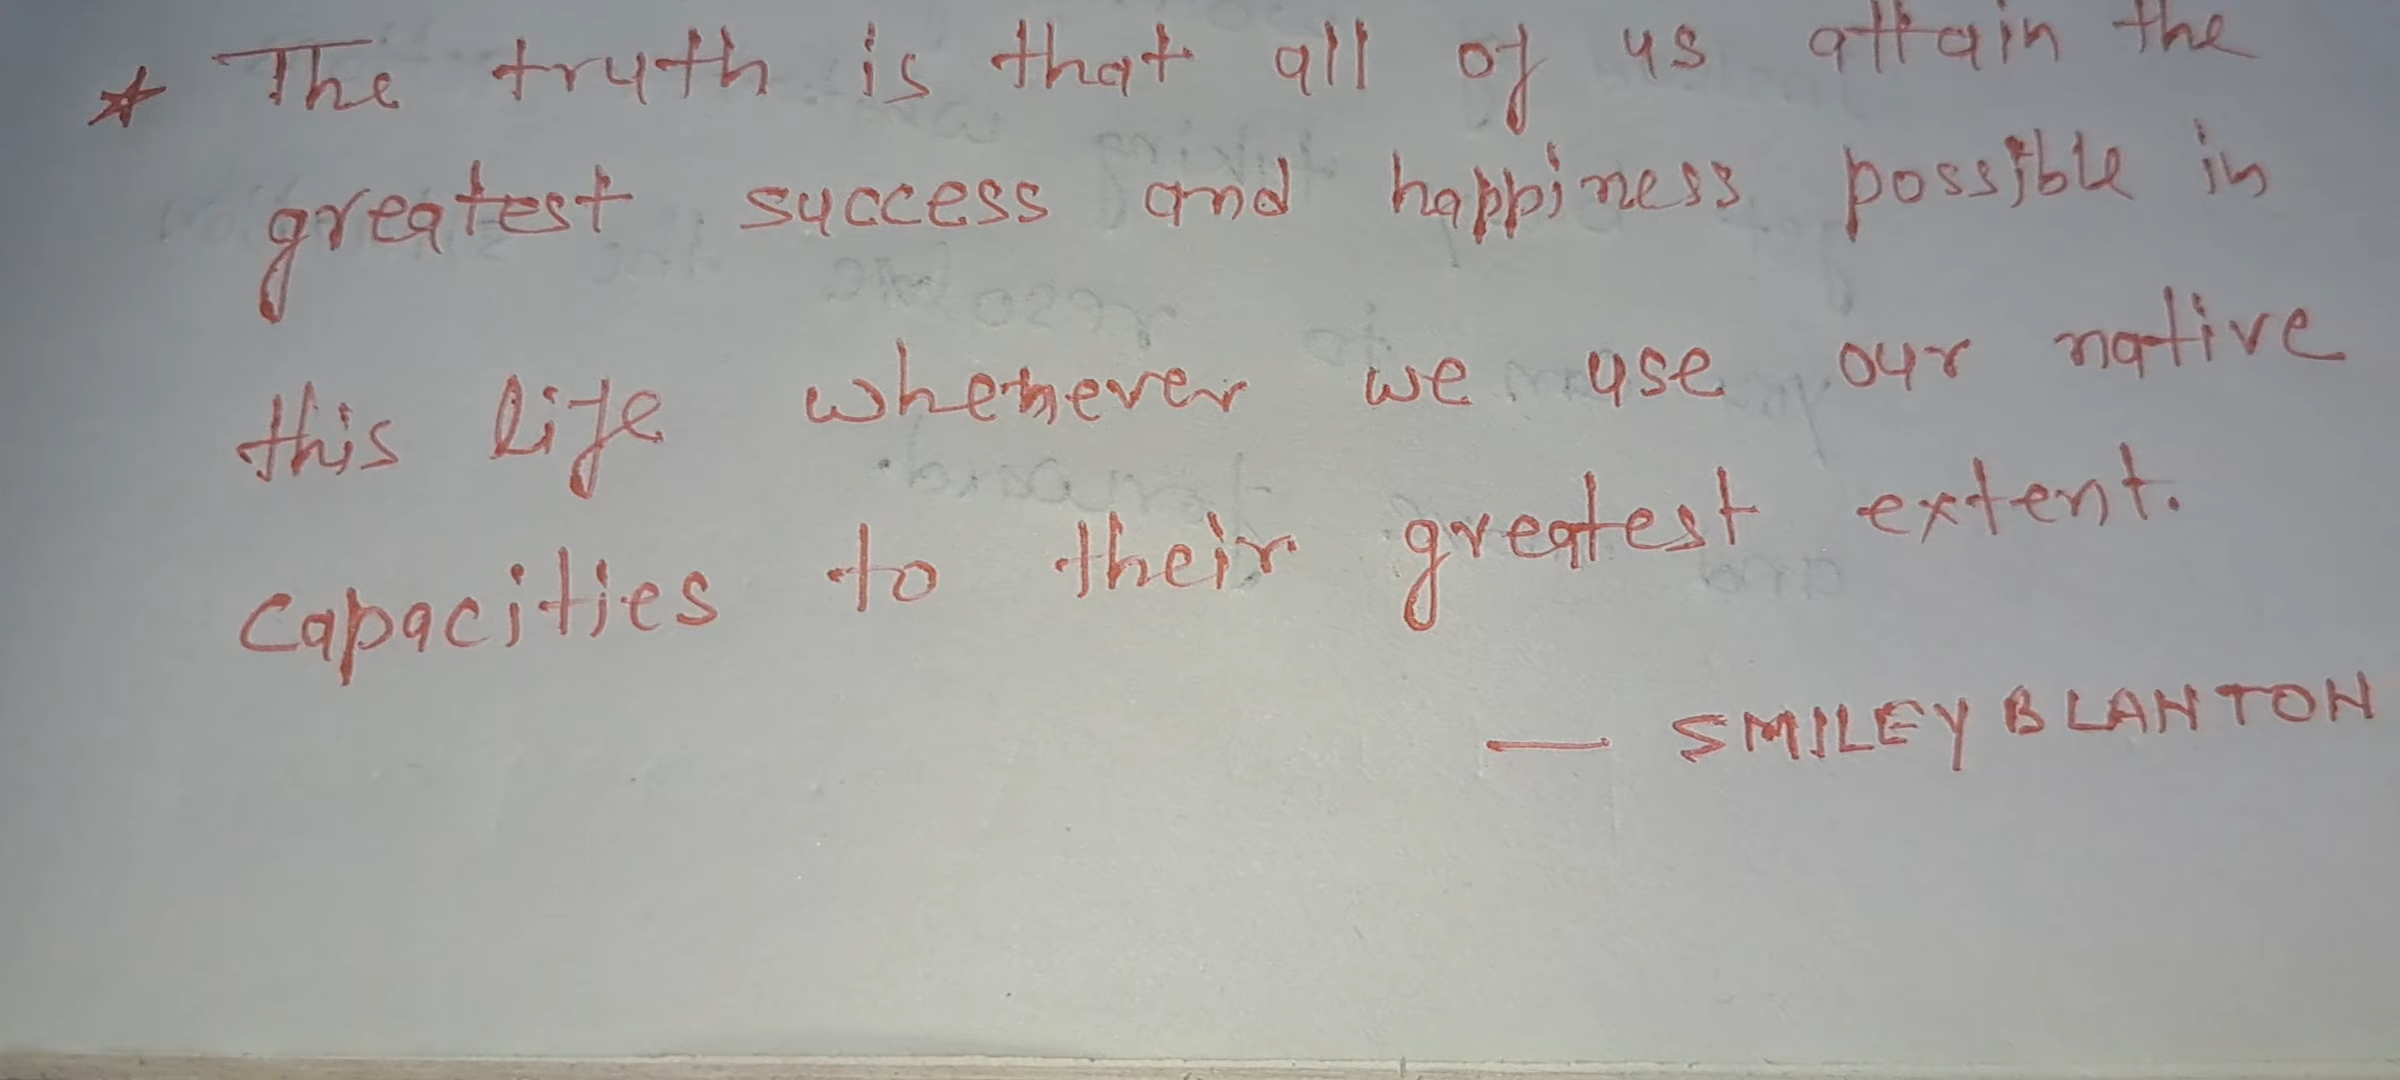 * The truth is that all of us attain the
greatest success and happiness possible in
this life whenever we use our native
capacities to their greatest extent.
— SMILEY BLANTON